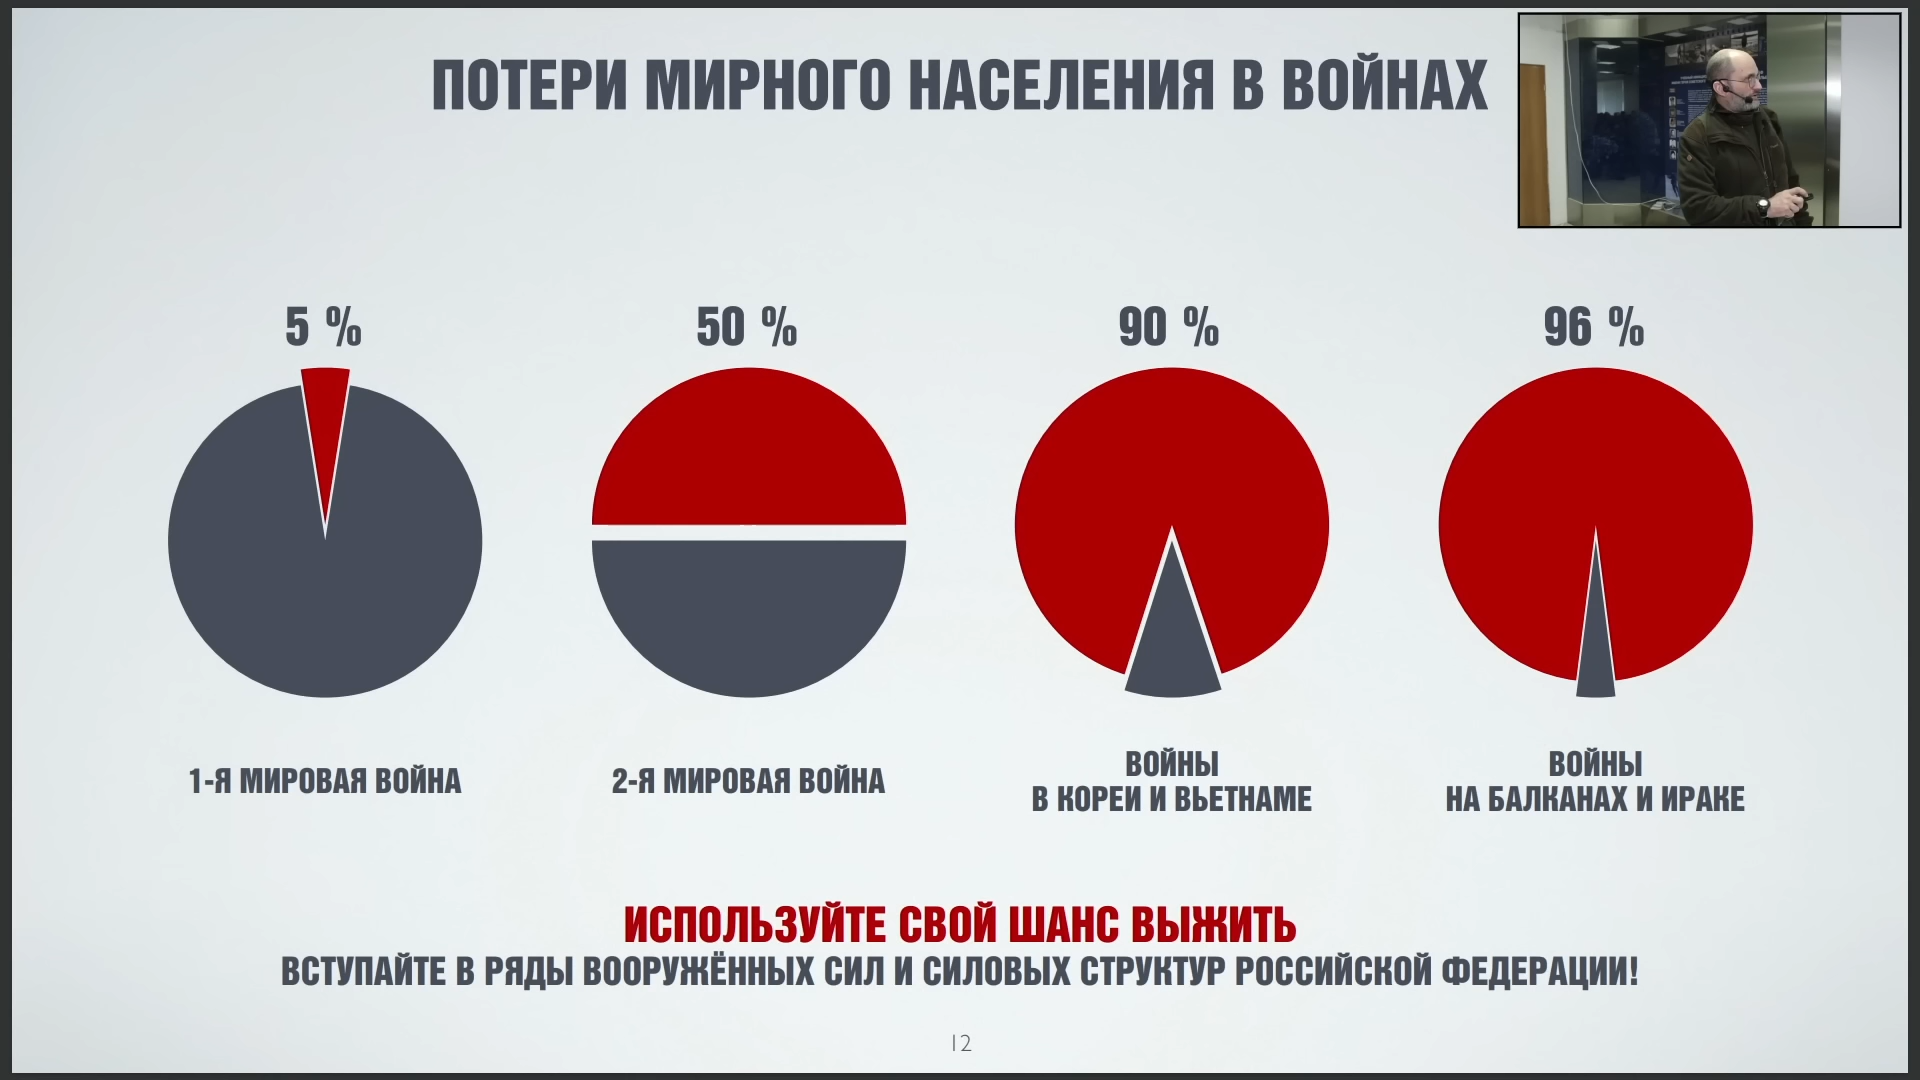 ПОТЕРИ МИРНОГО НАСЕЛЕНИЯ В ВОЙНАХ
5 %
50 %
90 %
96 %
1-Я МИРОВАЯ ВОЙНА
2-Я МИРОВАЯ ВОЙНА
ВОЙНЫ
В КОРЕИ И ВЬЕТНАМЕ
ВОЙНЫ
НА БАЛКАНАХ И ИРАКЕ
ИСПОЛЬЗУЙТЕ СВОЙ ШАНС ВЫЖИТЬ
ВСТУПАЙТЕ В РЯДЫ ВООРУЖЁННЫХ СИЛ И СИЛОВЫХ СТРУКТУР РОССИЙСКОЙ ФЕДЕРАЦИИ!
12